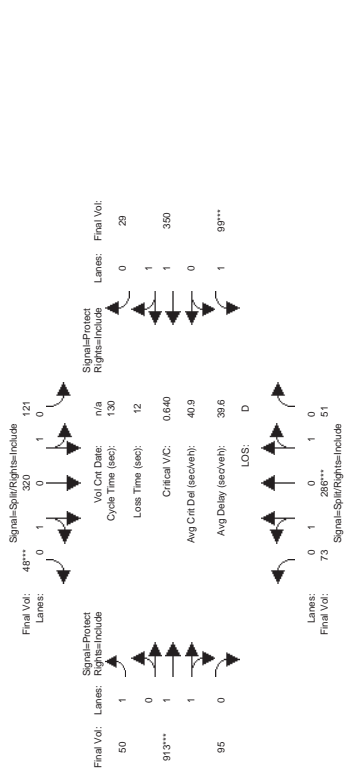 Signal=Split/Rights=Include
Final Vol: 48*** 320 121
Lanes: 0 1 0 1 0
Signal=Protect Signal=Protect
Final Vol: Lanes: Rights=Include Vol Cnt Date: n/a Rights=Include Lanes: Final Vol:
Cycle Time (sec): 130
50 1 0 29
Loss Time (sec): 12
0 1
913*** 1 Critical V/C: 0.640 1 350
1 Avg Crit Del (sec/veh): 40.9 0
95 0 Avg Delay (sec/veh): 39.6 1 99***
LOS: D
Lanes: 0 1 0 1 0
Final Vol: 73 286*** 51
Signal=Split/Rights=Include